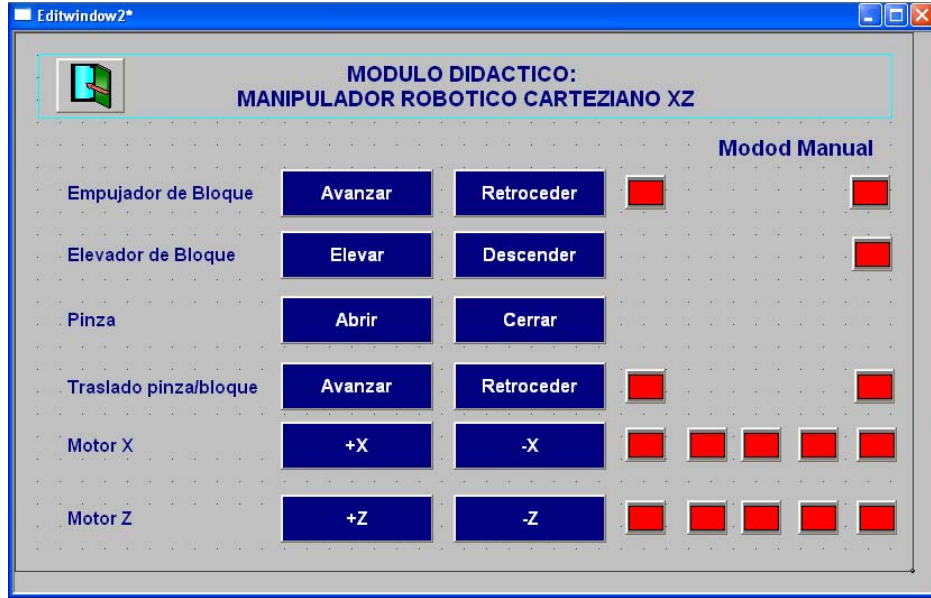 Editwindow2*
MODULO DIDACTICO:
MANIPULADOR ROBOTICO CARTEZIANO XZ
Modod Manual
Empujador de Bloque Avanzar Retroceder
Elevador de Bloque Elevar Descender
Pinza Abrir Cerrar
Traslado pinza/bloque Avanzar Retroceder
Motor X +X -X
Motor Z +Z -Z